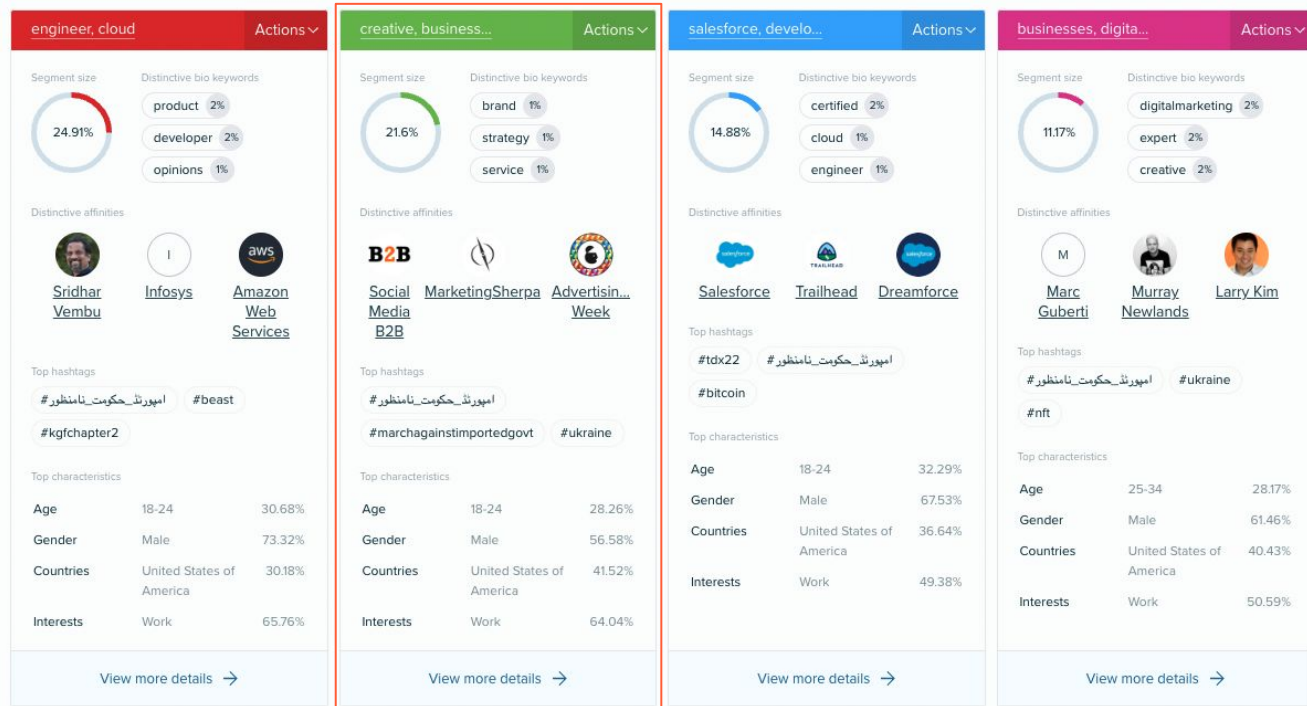 engineer, cloud
Actions
Segment size
Distinctive bio keywords
24.91%
product 2%
developer 2%
opinions 1%
Distinctive affinities
I
aws
Sridhar
Vembu
Infosys
Amazon
Web
Services
Top hashtags
#امپورٹڈ_حکومت_نامنظور
#beast
#kgfchapter2
Top characteristics
Age 18-24 30.68%
Gender Male 73.32%
Countries United States of 30.18%
America
Interests Work 65.76%
View more details →
creative, business...
Actions
Segment size
Distinctive bio keywords
21.6%
brand 1%
strategy 1%
service 1%
Distinctive affinities
B2B
Social
Media
B2B
MarketingSherpa
Advertisin...
Week
Top hashtags
#امپورٹڈ_حکومت_نامنظور
#marchagainstimportedgovt
#ukraine
Top characteristics
Age 18-24 28.26%
Gender Male 56.58%
Countries United States of 41.52%
America
Interests Work 64.04%
View more details →
salesforce, develo...
Actions
Segment size
Distinctive bio keywords
14.88%
certified 2%
cloud 1%
engineer 1%
Distinctive affinities
salesforce
TRAILHEAD
salesforce
Salesforce
Trailhead
Dreamforce
Top hashtags
#tdx22
#امپورٹڈ_حکومت_نامنظور
#bitcoin
Top characteristics
Age 18-24 32.29%
Gender Male 67.53%
Countries United States of 36.64%
America
Interests Work 49.38%
View more details →
businesses, digita...
Actions
Segment size
Distinctive bio keywords
11.17%
digitalmarketing 2%
expert 2%
creative 2%
Distinctive affinities
M
Marc
Guberti
Murray
Newlands
Larry Kim
Top hashtags
#امپورٹڈ_حکومت_نامنظور
#ukraine
#nft
Top characteristics
Age 25-34 28.17%
Gender Male 61.46%
Countries United States of 40.43%
America
Interests Work 50.59%
View more details →